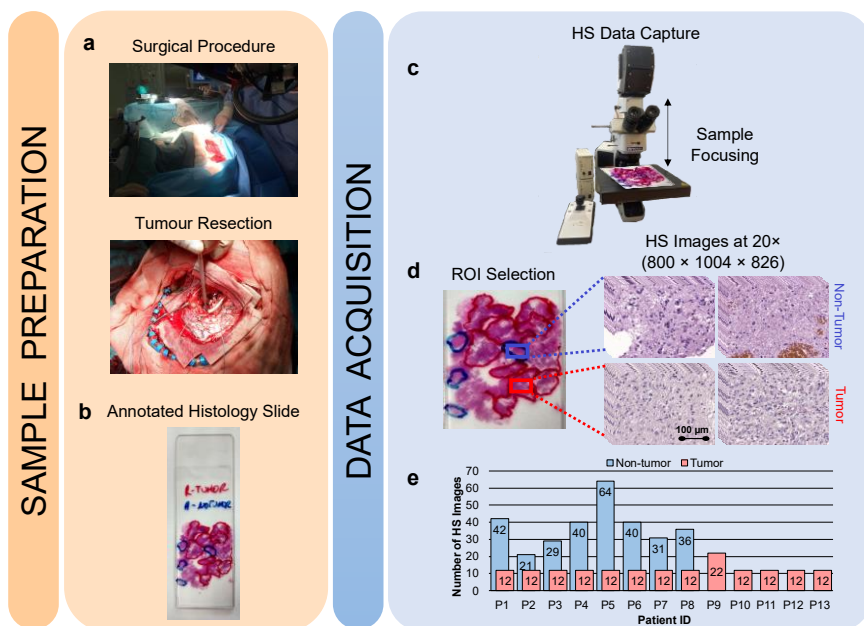 SAMPLE PREPARATION
a
Surgical Procedure
Tumour Resection
b
Annotated Histology Slide
R-TUMOR
DATA ACQUISITION
HS Data Capture
c
Sample
Focusing
HS Images at 20×
(800 × 1004 × 826)
d
ROI Selection
Non-Tumor
Tumor
100 µm
e
Non-tumor
Tumor
Number of HS Images
70
60
50
40
30
20
10
0
42
21
29
40
64
40
31
36
12
12
12
12
12
12
12
12
22
12
12
12
12
P1 P2 P3 P4 P5 P6 P7 P8 P9 P10 P11 P12 P13
Patient ID